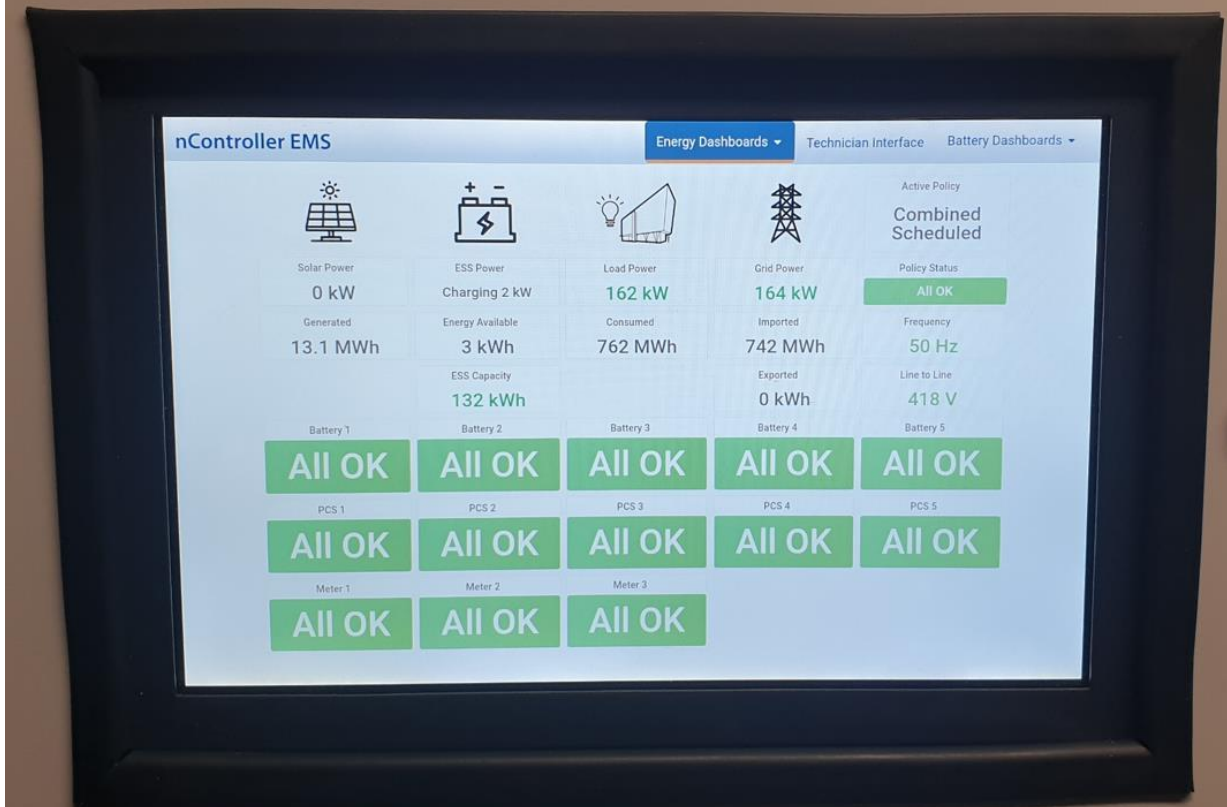 nController EMS
Energy Dashboards
Technician Interface
Battery Dashboards
Active Policy
Combined
Scheduled
Solar Power
ESS Power
Load Power
Grid Power
Policy Status
0 kW
Charging 2 kW
162 kW
164 kW
All OK
Generated
Energy Available
Consumed
Imported
Frequency
13.1 MWh
3 kWh
762 MWh
742 MWh
50 Hz
ESS Capacity
Exported
Line to Line
132 kWh
0 kWh
418 V
Battery 1
Battery 2
Battery 3
Battery 4
Battery 5
All OK
All OK
All OK
All OK
All OK
PCS 1
PCS 2
PCS 3
PCS 4
PCS 5
All OK
All OK
All OK
All OK
All OK
Meter 1
Meter 2
Meter 3
All OK
All OK
All OK